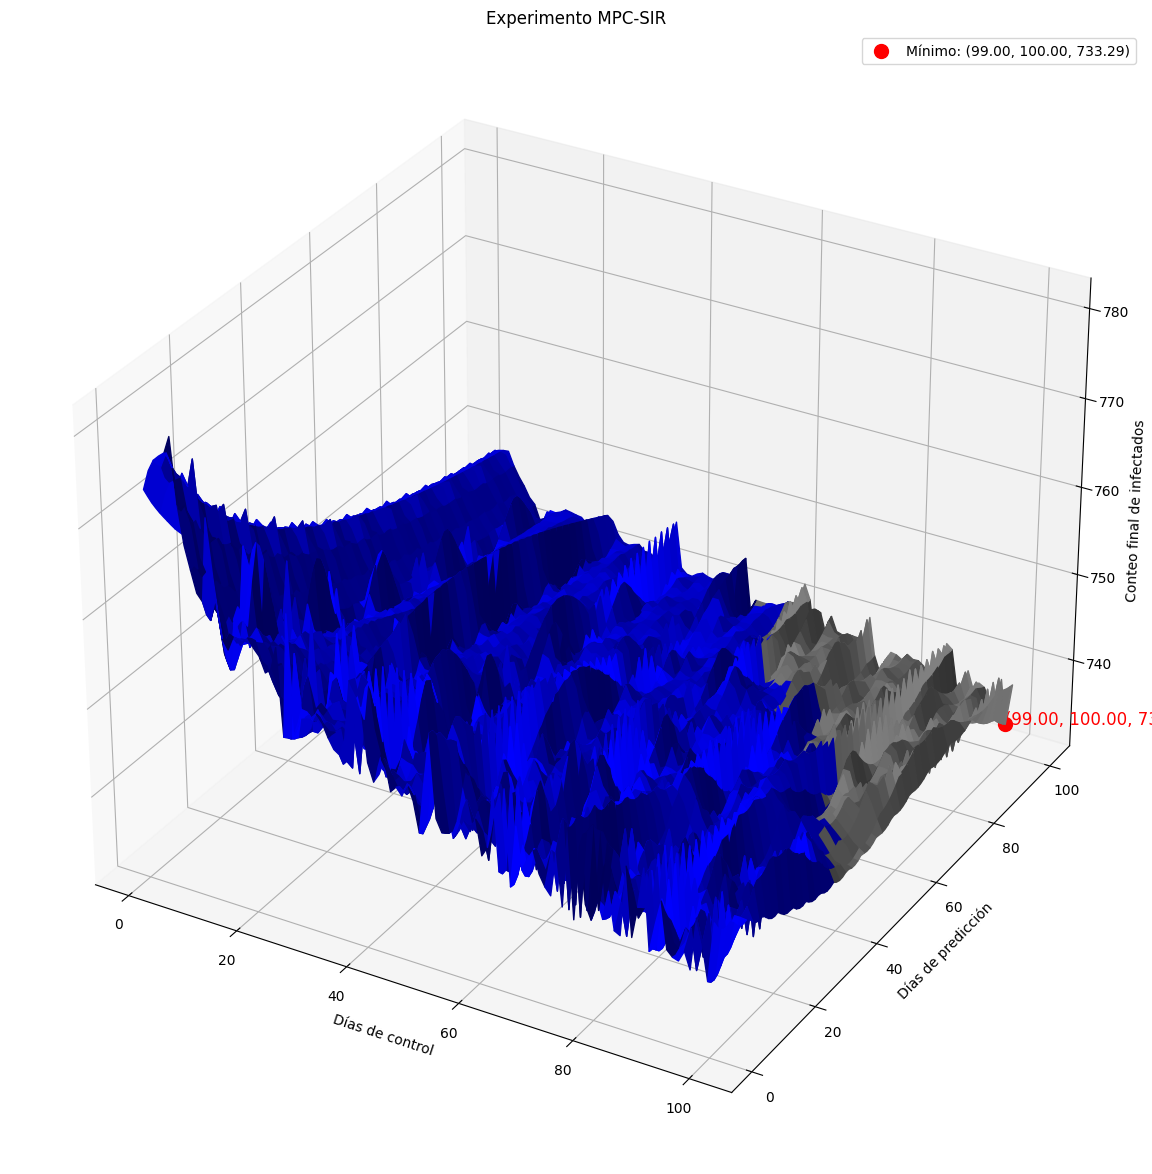 Experimento MPC-SIR
Mínimo: (99.00, 100.00, 733.29)
780
770
760
750
740
Conteo final de infectados
(99.00, 100.00, 73
0
20
40
60
80
100
Días de control
0
20
40
60
80
100
Días de predicción